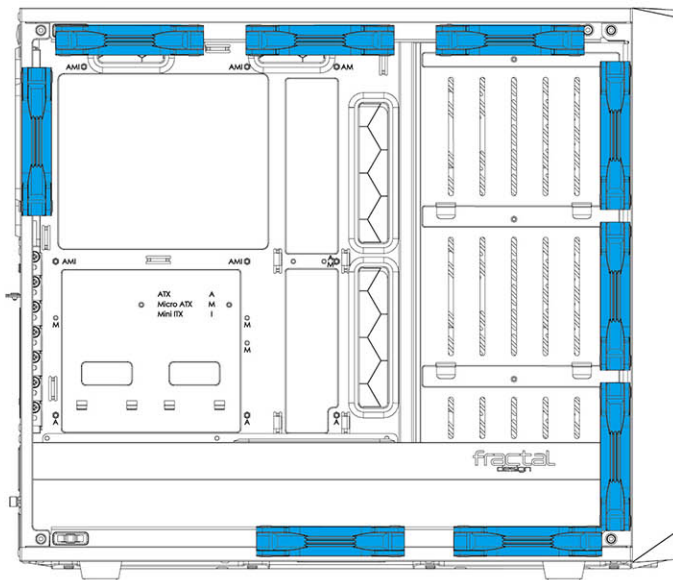 AMI AMI AM
AMI AMI A
M
ATX A
Micro ATX M
Mini ITX I
M M
M
A A A
fractal
design